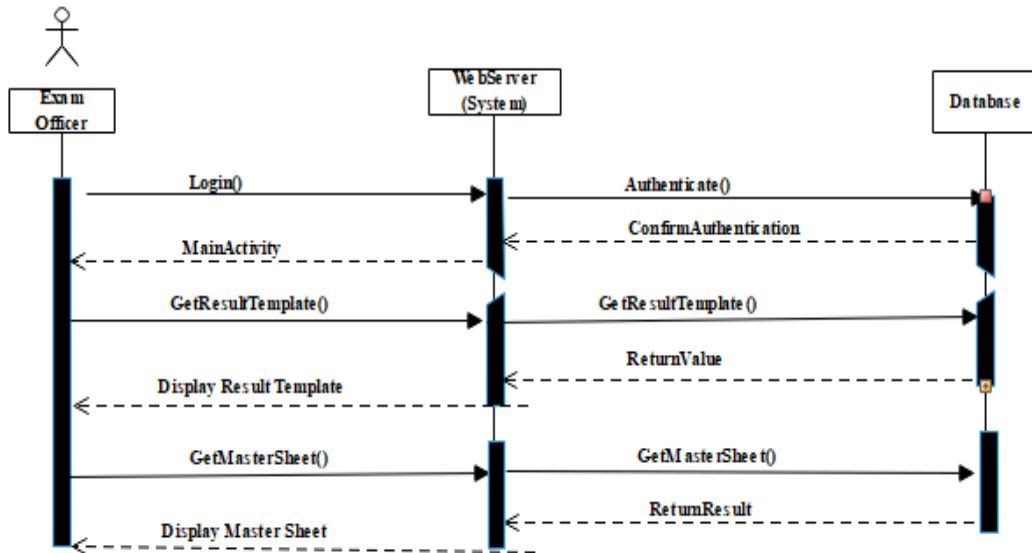 Exam
Officer
WebServer
(System)
Database
Login()
Authenticate()
ConfirmAuthentication
MainActivity
GetResultTemplate()
GetResultTemplate()
ReturnValue
Display Result Template
GetMasterSheet()
GetMasterSheet()
ReturnResult
Display Master Sheet